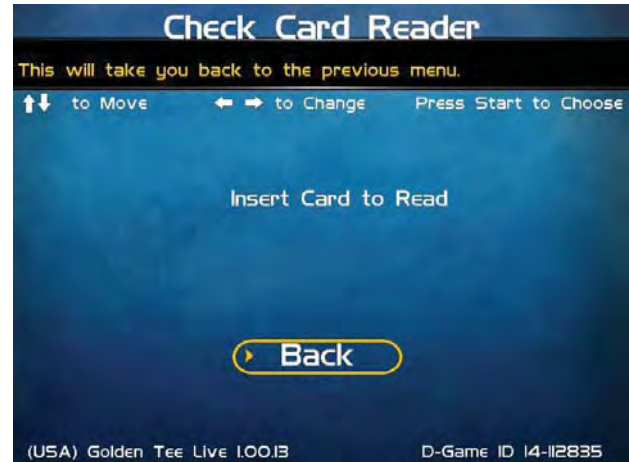 Check Card Reader
This will take you back to the previous menu.
⬆⬇ to Move ⬅ ➡ to Change Press Start to Choose
Insert Card to Read
Back
(USA) Golden Tee Live 1.00.13 D-Game ID 14-112835